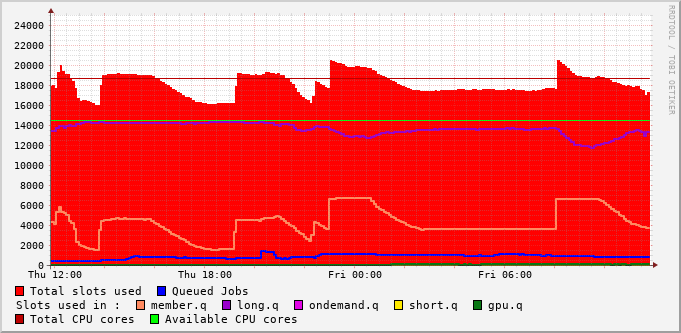 24000
22000
20000
18000
16000
14000
12000
10000
8000
6000
4000
2000
0
Thu 12:00 Thu 18:00 Fri 00:00 Fri 06:00
RRDTOOL / TOBI OETIKER
Total slots used Queued Jobs
Slots used in : member.q long.q ondemand.q short.q gpu.q
Total CPU cores Available CPU cores